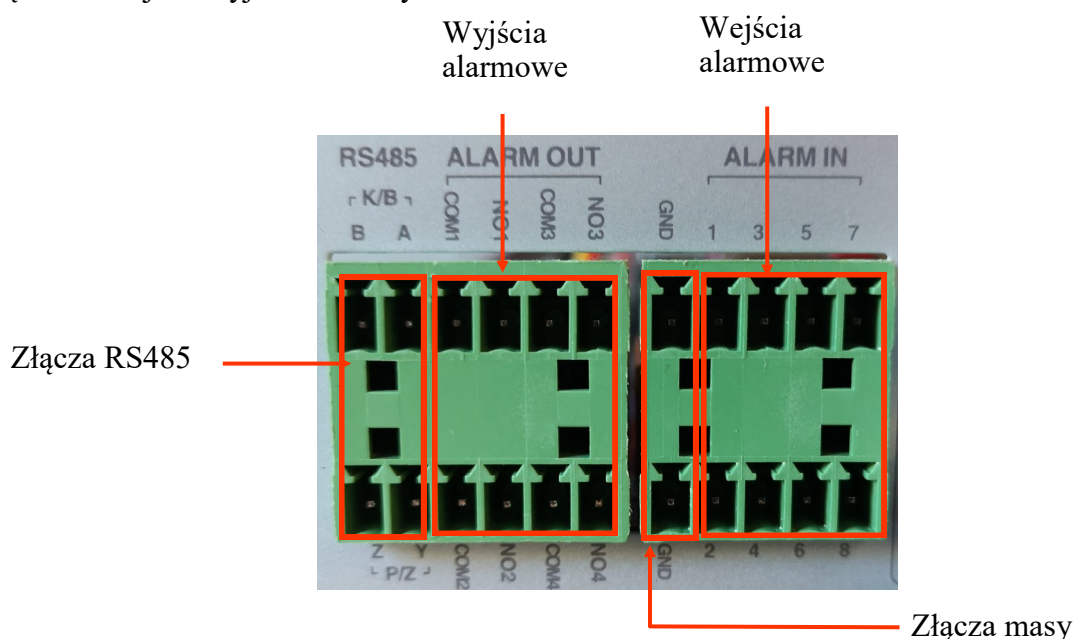 Wyjścia
alarmowe
Wejścia
alarmowe
RS485 ALARM OUT ALARM IN
K/B
B A COM1 NO1 COM3 NO3 GND 1 3 5 7
Złącza RS485
Z Y COM2 NO2 COM4 NO4 GND 2 4 6 8
P/Z
Złącza masy